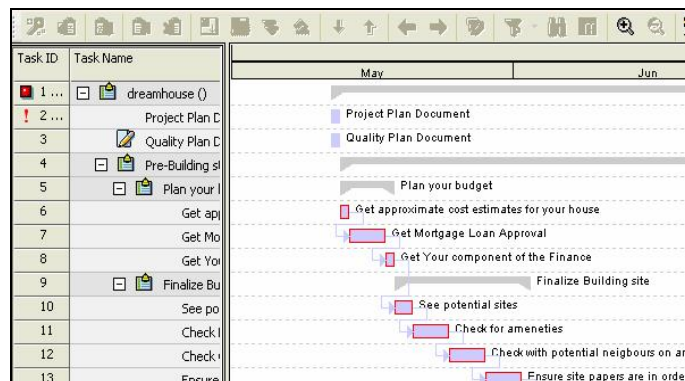 Task ID Task Name
May Jun
1 ... dreamhouse ()
2 ... Project Plan D Project Plan Document
3 Quality Plan D Quality Plan Document
4 Pre-Building
5 Plan your Plan your budget
6 Get Get approximate cost estimates for your house
7 Get Mo Get Mortgage Loan Approval
8 Get You Get Your component of the Finance
9 Finalize Bu Finalize Building site
10 See po See potential sites
11 Check Check for ameneties
12 Check Check with potential neigbours on
13 Ensure Ensure site papers are in orde